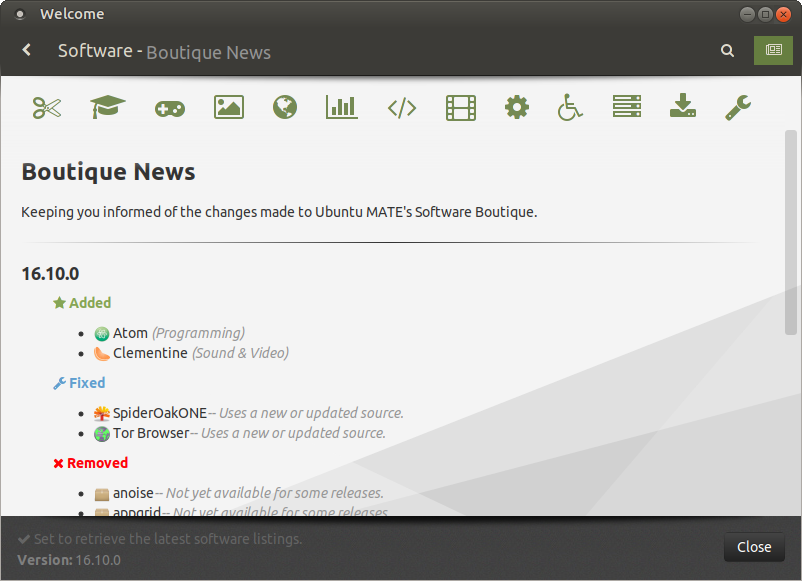 Welcome
Software - Boutique News
Boutique News
Keeping you informed of the changes made to Ubuntu MATE's Software Boutique.
16.10.0
Added
Atom (Programming)
Clementine (Sound & Video)
Fixed
SpiderOakONE-- Uses a new or updated source.
Tor Browser-- Uses a new or updated source.
Removed
anoise-- Not yet available for some releases.
appgrid-- Not yet available for some releases.
Set to retrieve the latest software listings.
Version: 16.10.0
Close